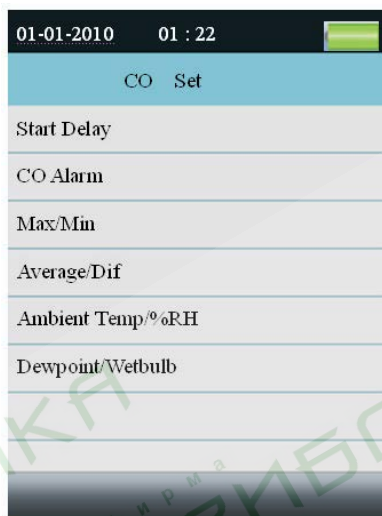 01-01-2010 01 : 22
CO Set
Start Delay
CO Alarm
Max/Min
Average/Dif
Ambient Temp/%RH
Dewpoint/Wetbulb